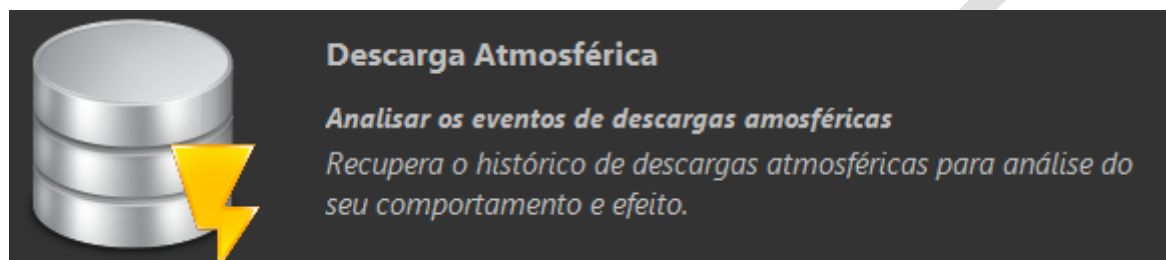 Descarga Atmosférica
Analisar os eventos de descargas amosféricas
Recupera o histórico de descargas atmosféricas para análise do
seu comportamento e efeito.